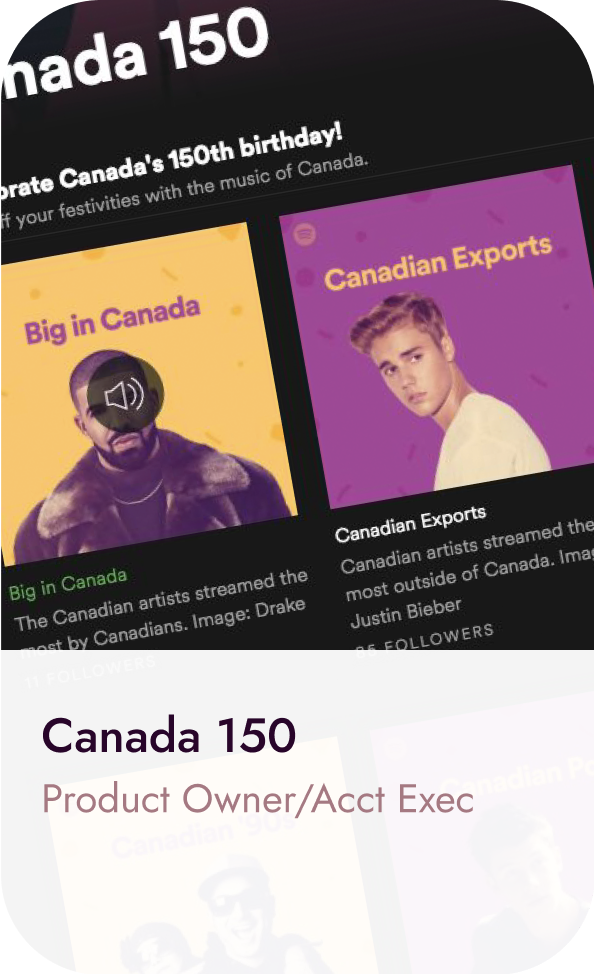 nada 150
orate Canada's 150th birthday!
ff your festivities with the music of Canada.
Big in Canada
Canadian Exports
Big in Canada
The Canadian artists streamed the
most by Canadians. Image: Drake
11 FOLLOWERS
Canadian Exports
Canadian artists streamed the
most outside of Canada. Imag
Justin Bieber
FOLLOWERS
Canada 150
Product Owner/Acct Exec
Canadian '90s
Canadian Po